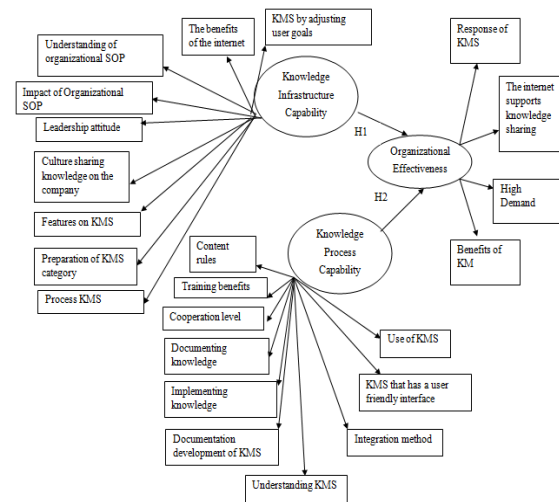 KMS by adjusting
user goals
The benefits
of the internet
Understanding of
organizational SOP
Response of
KMS
Knowledge
Infrastructure
Capability
Impact of Organizational
SOP
The internet
supports
knowledge
sharing
Leadership attitude
H1
Organizational
Effectiveness
Culture sharing
knowledge on the
company
High
Demand
H2
Features on KMS
Knowledge
Process
Capability
Content
rules
Benefits of
KM
Preparation of KMS
category
Training benefits
Process KMS
Cooperation level
Use of KMS
Documenting
knowledge
KMS that has a user
friendly interface
Implementing
knowledge
Documentation
development of KMS
Integration method
Understanding KMS